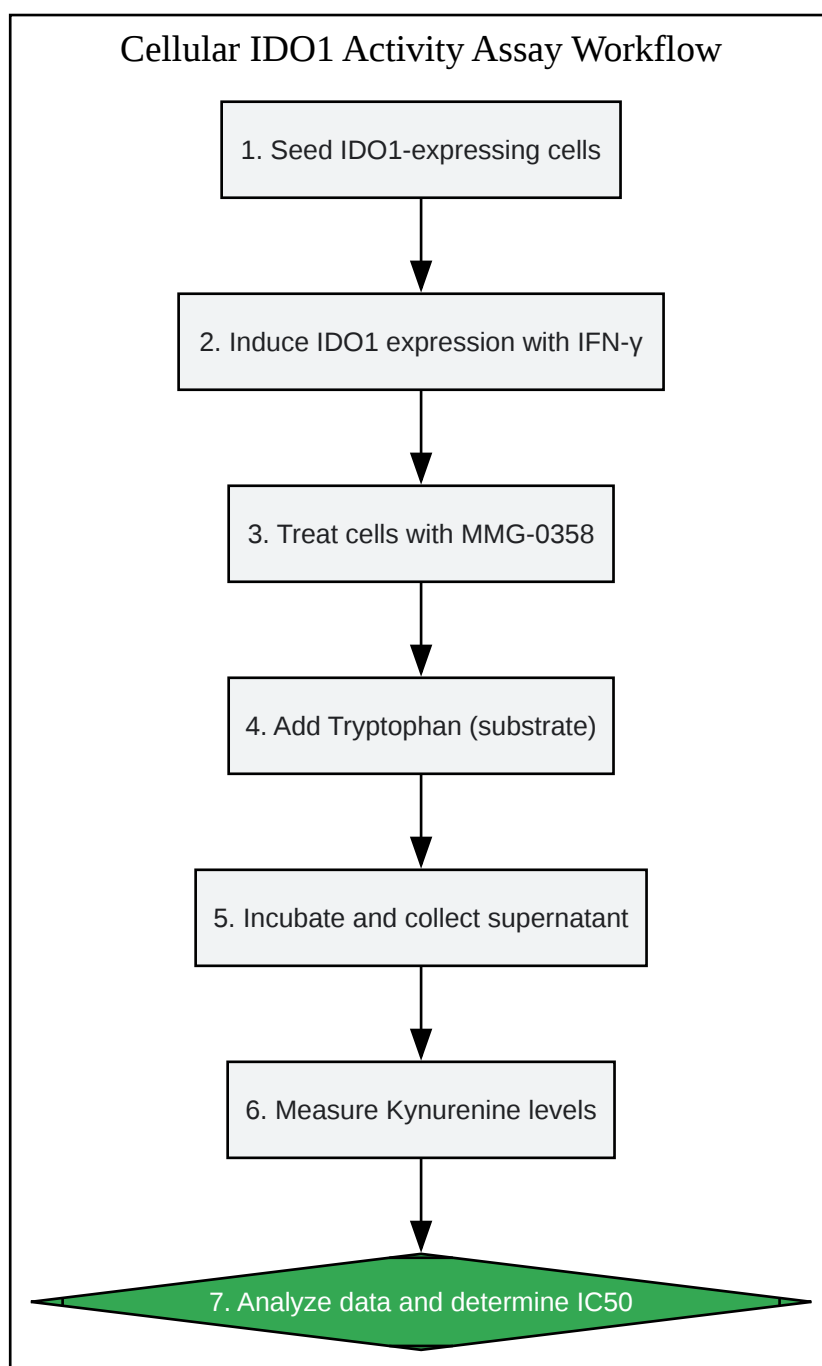 Cellular IDO1 Activity Assay Workflow
1. Seed IDO1-expressing cells
2. Induce IDO1 expression with IFN-γ
3. Treat cells with MMG-0358
4. Add Tryptophan (substrate)
5. Incubate and collect supernatant
6. Measure Kynurenine levels
7. Analyze data and determine IC50